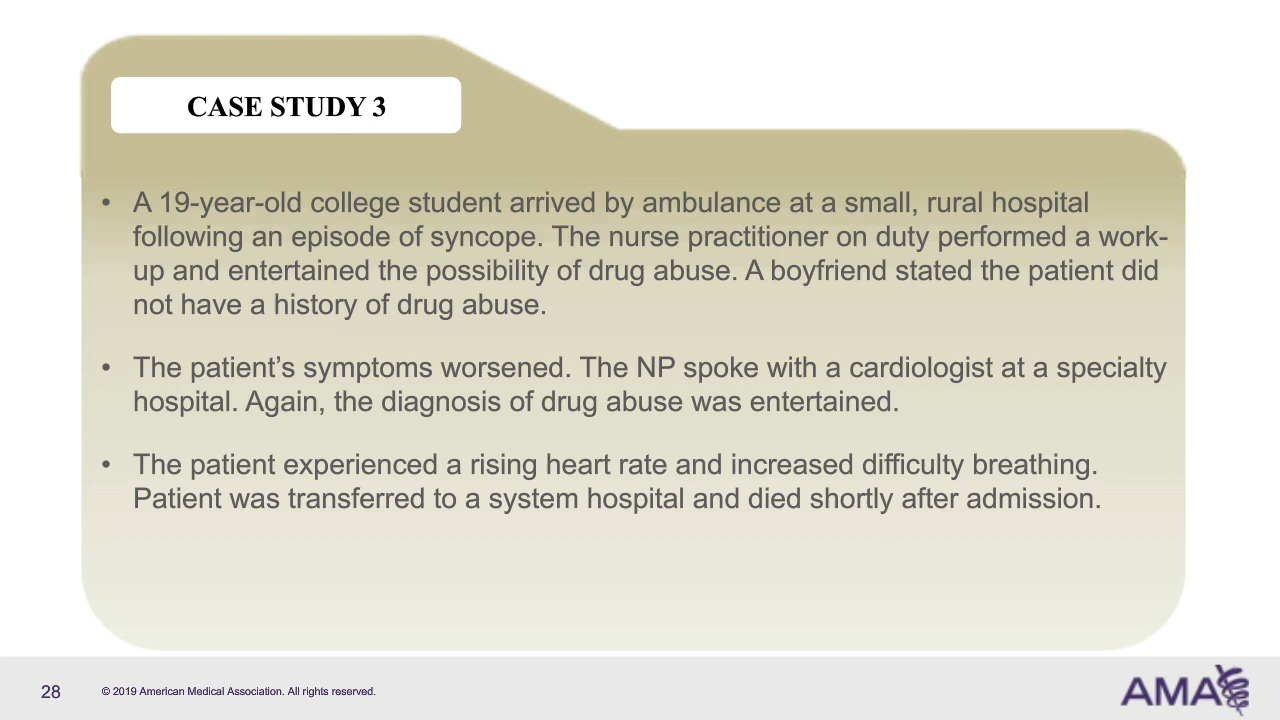 CASE STUDY 3
• A 19-year-old college student arrived by ambulance at a small, rural hospital
following an episode of syncope. The nurse practitioner on duty performed a work-
up and entertained the possibility of drug abuse. A boyfriend stated the patient did
not have a history of drug abuse.
• The patient’s symptoms worsened. The NP spoke with a cardiologist at a specialty
hospital. Again, the diagnosis of drug abuse was entertained.
• The patient experienced a rising heart rate and increased difficulty breathing.
Patient was transferred to a system hospital and died shortly after admission.
28
© 2019 American Medical Association. All rights reserved.
AMA